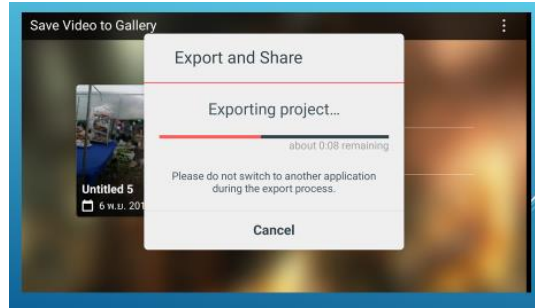 Save Video to Gallery
Export and Share
Exporting project...
about 0:08 remaining
Please do not switch to another application
during the export process.
Untitled 5
6 พ.ย. 201
Cancel